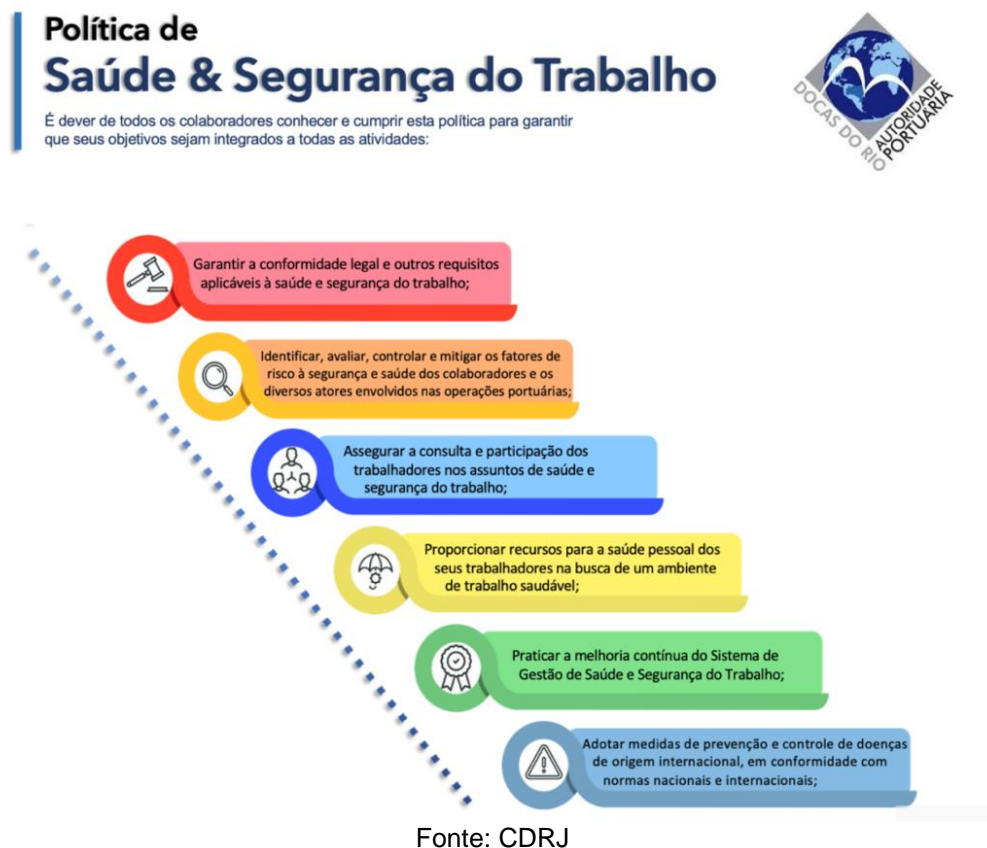 Política de
Saúde & Segurança do Trabalho
É dever de todos os colaboradores conhecer e cumprir esta política para garantir
que seus objetivos sejam integrados a todas as atividades:
DOCAS DO RIO
AUTORIDADE
PORTUÁRIA
Garantir a conformidade legal e outros requisitos
aplicáveis à saúde e segurança do trabalho;
Identificar, avaliar, controlar e mitigar os fatores de
risco à segurança e saúde dos colaboradores e os
diversos atores envolvidos nas operações portuárias;
Assegurar a consulta e participação dos
trabalhadores nos assuntos de saúde e
segurança do trabalho;
Proporcionar recursos para a saúde pessoal dos
seus trabalhadores na busca de um ambiente
de trabalho saudável;
Praticar a melhoria contínua do Sistema de
Gestão de Saúde e Segurança do Trabalho;
Adotar medidas de prevenção e controle de doenças
de origem internacional, em conformidade com
normas nacionais e internacionais;
Fonte: CDRJ